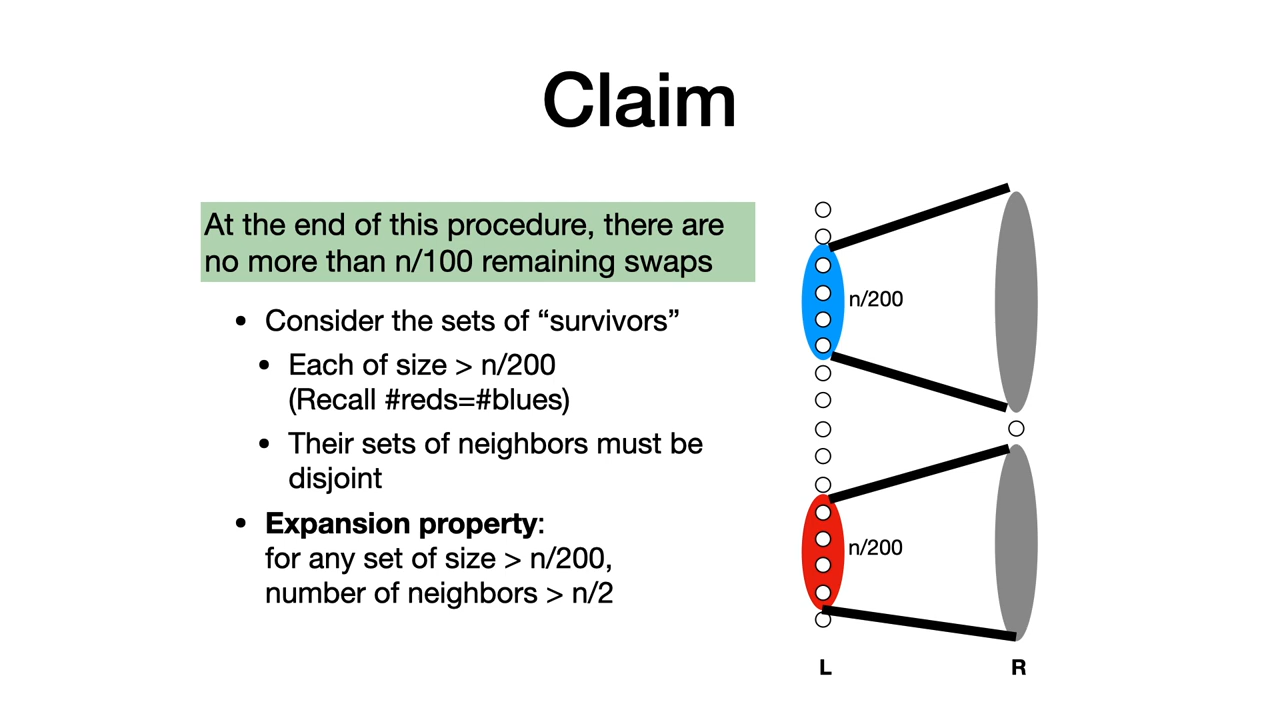 Claim
At the end of this procedure, there are
no more than n/100 remaining swaps
• Consider the sets of “survivors”
• Each of size > n/200
(Recall #reds=#blues)
• Their sets of neighbors must be
disjoint
• Expansion property:
for any set of size > n/200,
number of neighbors > n/2
n/200
n/200
L
R